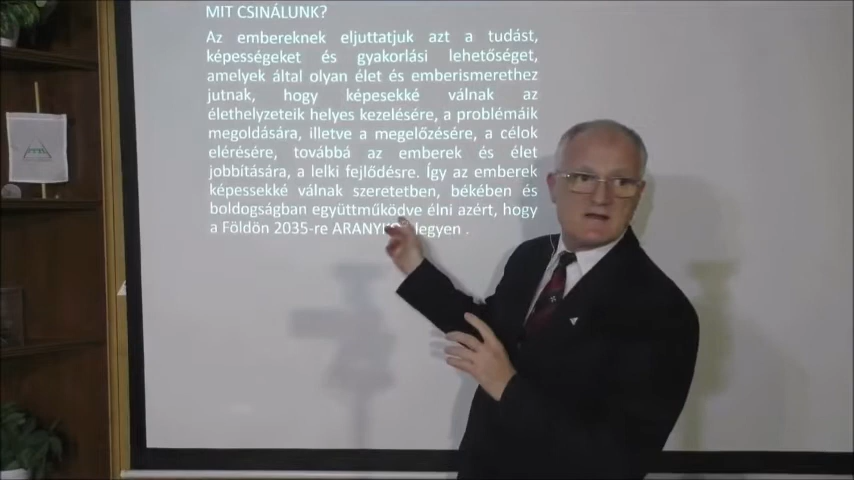 MIT CSINÁLUNK?
Az embereknek eljuttatjuk azt a tudást,
képességeket és gyakorlási lehetőséget,
amelyek által olyan élet és emberismerethez
jutnak, hogy képesekké válnak az
élethelyzeteik helyes kezelésére, a problémáik
megoldására, illetve a megelőzésére, a célok
elérésére, továbbá az emberek és élet
jobbítására, a lelki fejlődésre. Így az emberek
képessekké válnak szeretetben, békében és
boldogságban együttműködve élni azért, hogy
a Földön 2035-re legyen .